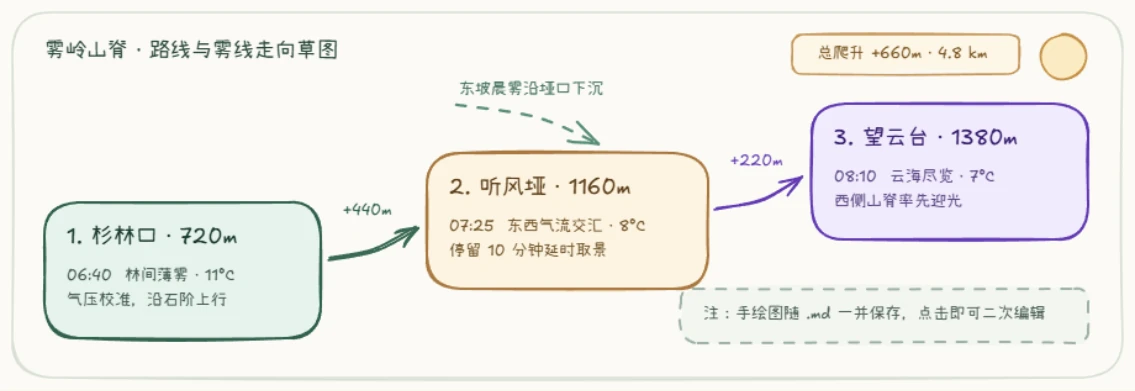 雾岭山脊 · 路线与雾线走向草图
总爬升 +660m · 4.8 km
东坡晨雾沿垭口下沉
1. 杉林口 · 720m
06:40 林间薄雾 · 11°C
气压校准，沿石阶上行
+440m
2. 听风垭 · 1160m
07:25 东西气流交汇 · 8°C
停留 10 分钟延时取景
+220m
3. 望云台 · 1380m
08:10 云海尽览 · 7°C
西侧山脊率先迎光
注：手绘图随 .md 一并保存，点击即可二次编辑